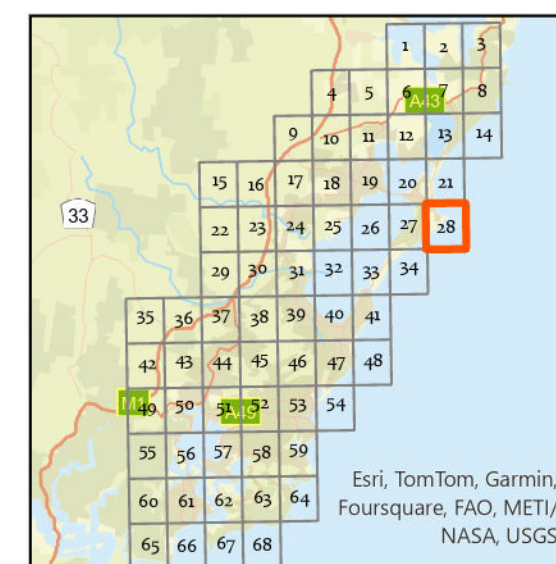 1 2 3
4 5 6 7 8
A43
9 10 11 12 13 14
15 16 17 18 19 20 21
33
22 23 24 25 26 27 28
29 30 31 32 33 34
35 36 37 38 39 40 41
42 43 44 45 46 47 48
M1
49 50 51 52 53 54
A49
55 56 57 58 59
Esri, TomTom, Garmin,
60 61 62 63 64
Foursquare, FAO, METI/
NASA, USGS
65 66 67 68